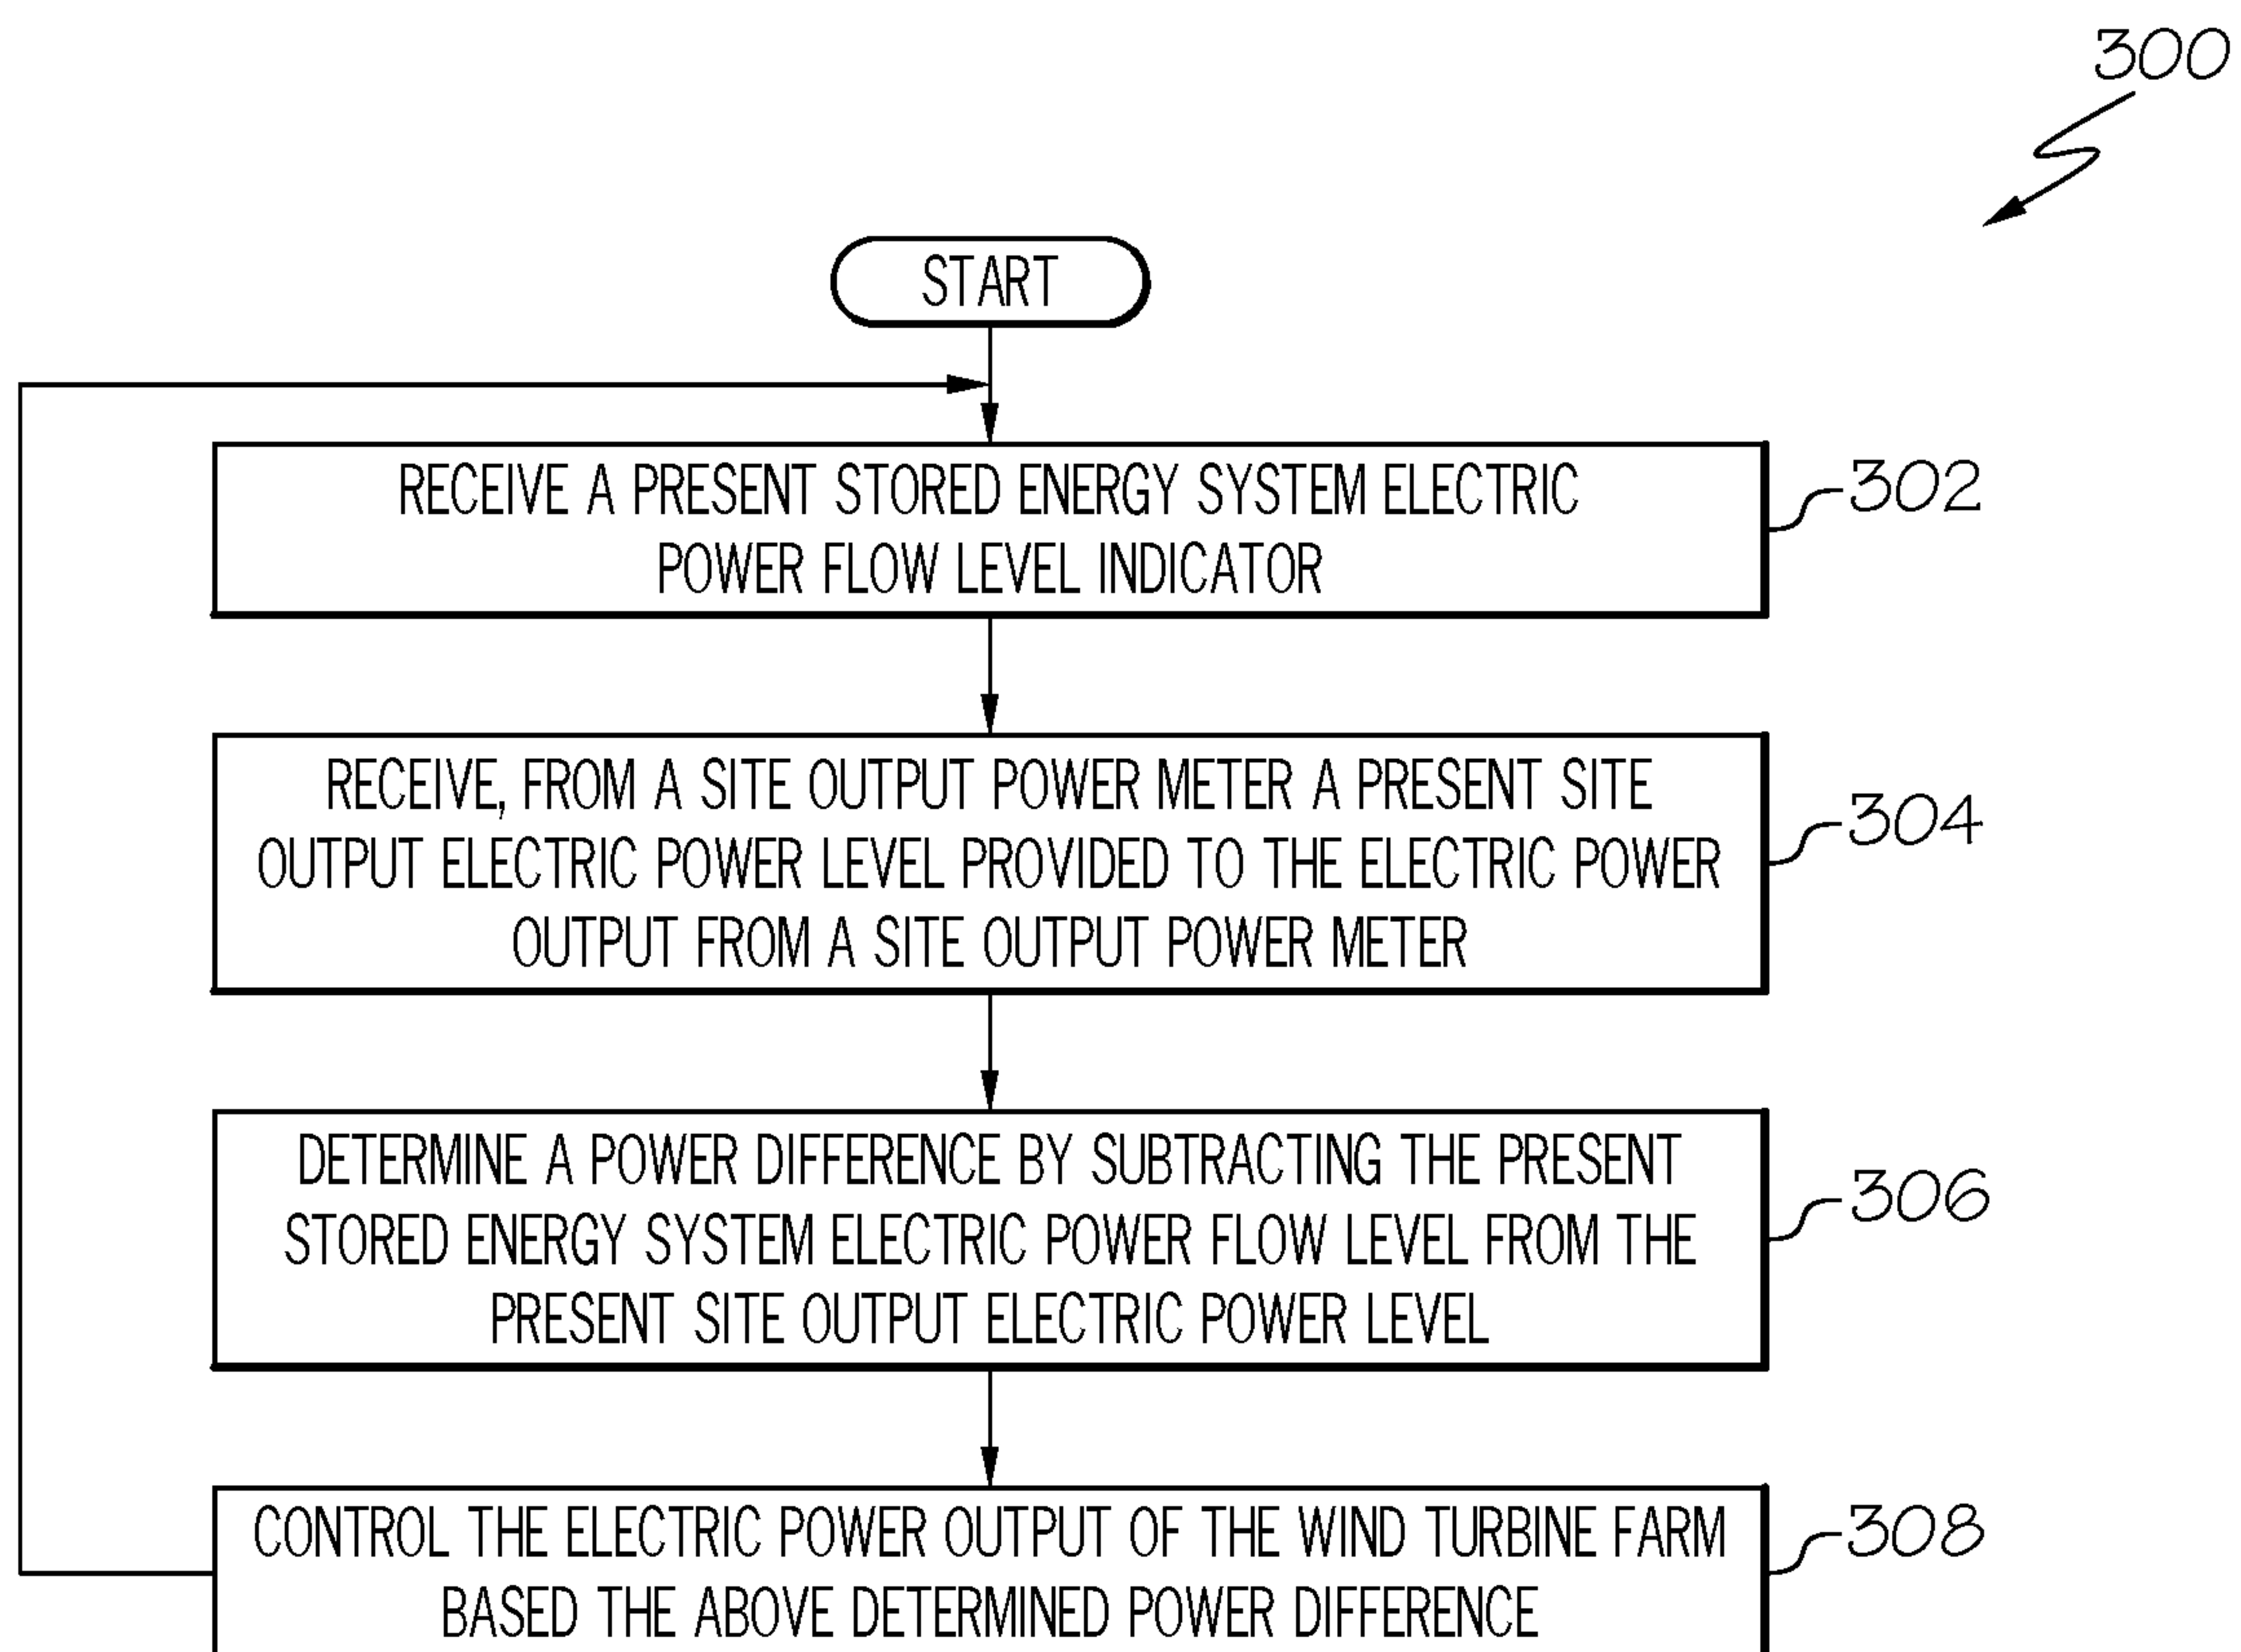 300
START
RECEIVE A PRESENT STORED ENERGY SYSTEM ELECTRIC
POWER FLOW LEVEL INDICATOR
302
RECEIVE, FROM A SITE OUTPUT POWER METER A PRESENT SITE
OUTPUT ELECTRIC POWER LEVEL PROVIDED TO THE ELECTRIC POWER
OUTPUT FROM A SITE OUTPUT POWER METER
304
DETERMINE A POWER DIFFERENCE BY SUBTRACTING THE PRESENT
STORED ENERGY SYSTEM ELECTRIC POWER FLOW LEVEL FROM THE
PRESENT SITE OUTPUT ELECTRIC POWER LEVEL
306
CONTROL THE ELECTRIC POWER OUTPUT OF THE WIND TURBINE FARM
BASED THE ABOVE DETERMINED POWER DIFFERENCE
308